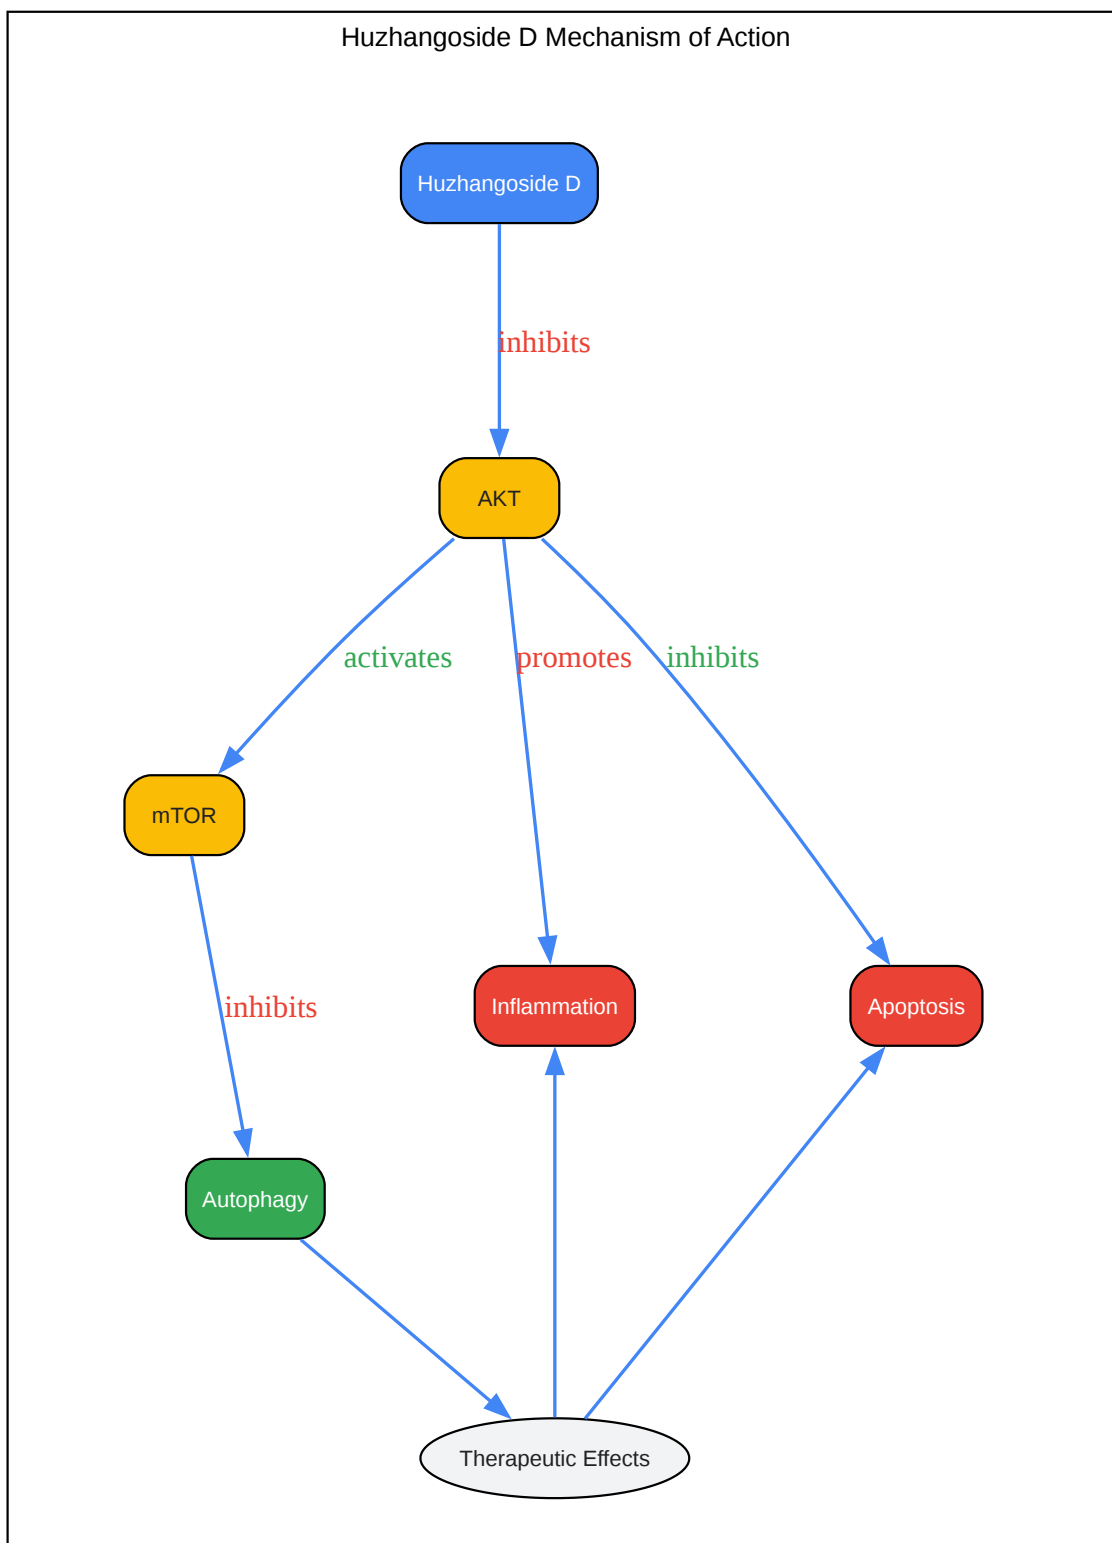 Huzhangoside D Mechanism of Action
Huzhangoside D
inhibits
AKT
activates
promotes
inhibits
mTOR
inhibits
Inflammation
Apoptosis
Autophagy
Therapeutic Effects